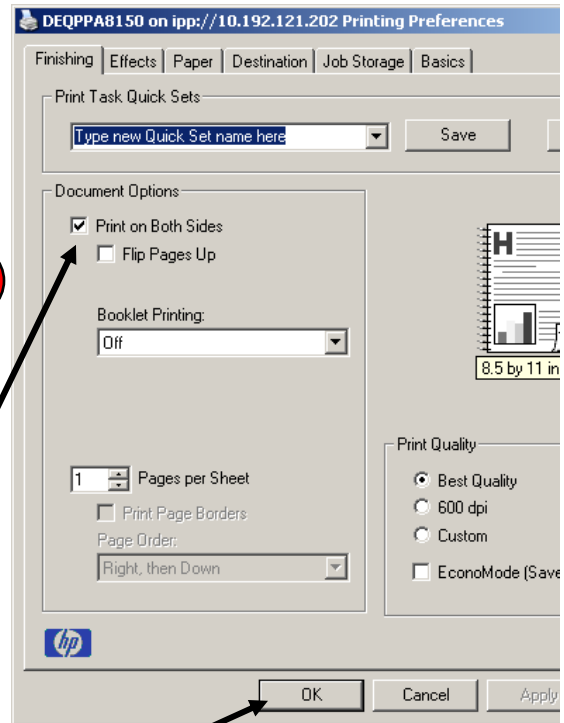 DEQPPA8150 on ipp://10.192.121.202 Printing Preferences
Finishing Effects Paper Destination Job Storage Basics
Print Task Quick Sets
Type new Quick Set name here Save
Document Options
Print on Both Sides
Flip Pages Up
H
Booklet Printing:
Off
8.5 by 11 in
Print Quality
1 Pages per Sheet
Best Quality
Print Page Borders
600 dpi
Page Order:
Custom
Right, then Down
EconoMode (Save
hp
OK Cancel Apply